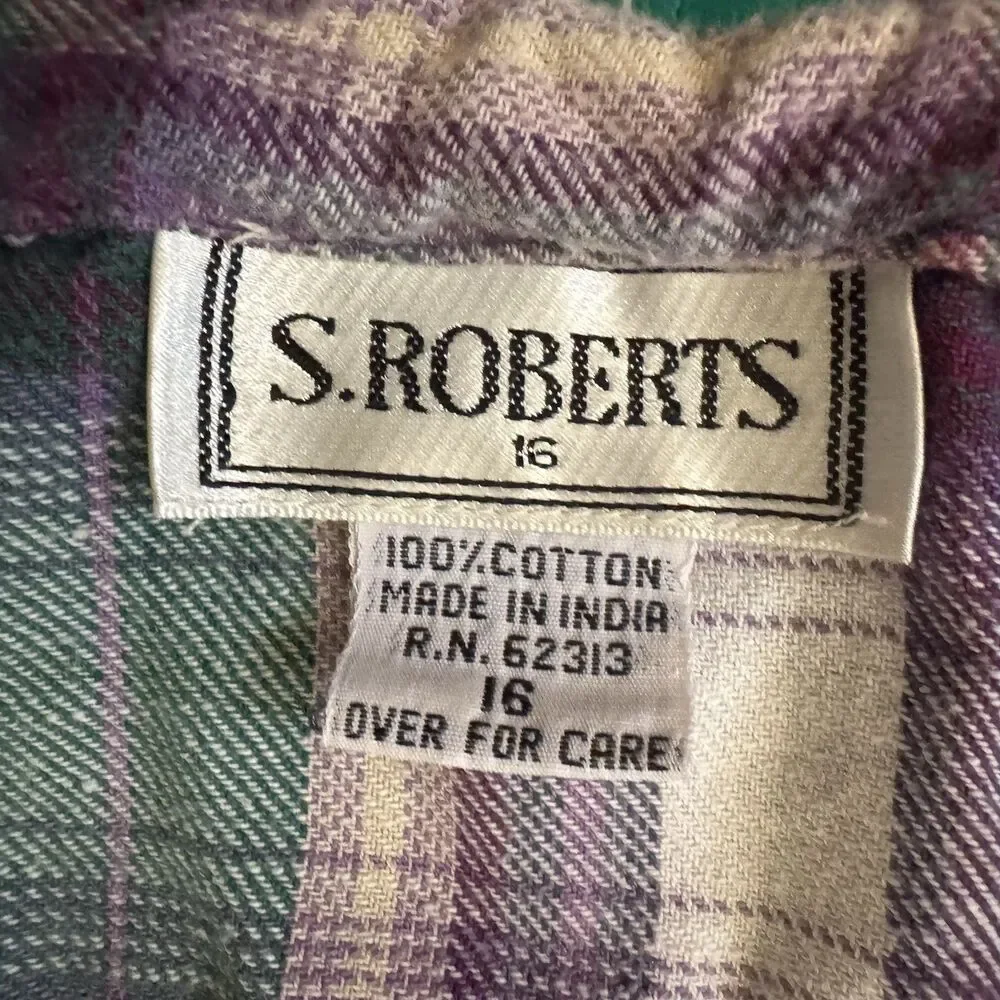 S.ROBERTS
16
100% COTTON
MADE IN INDIA
R.N. 62313
16
OVER FOR CARE